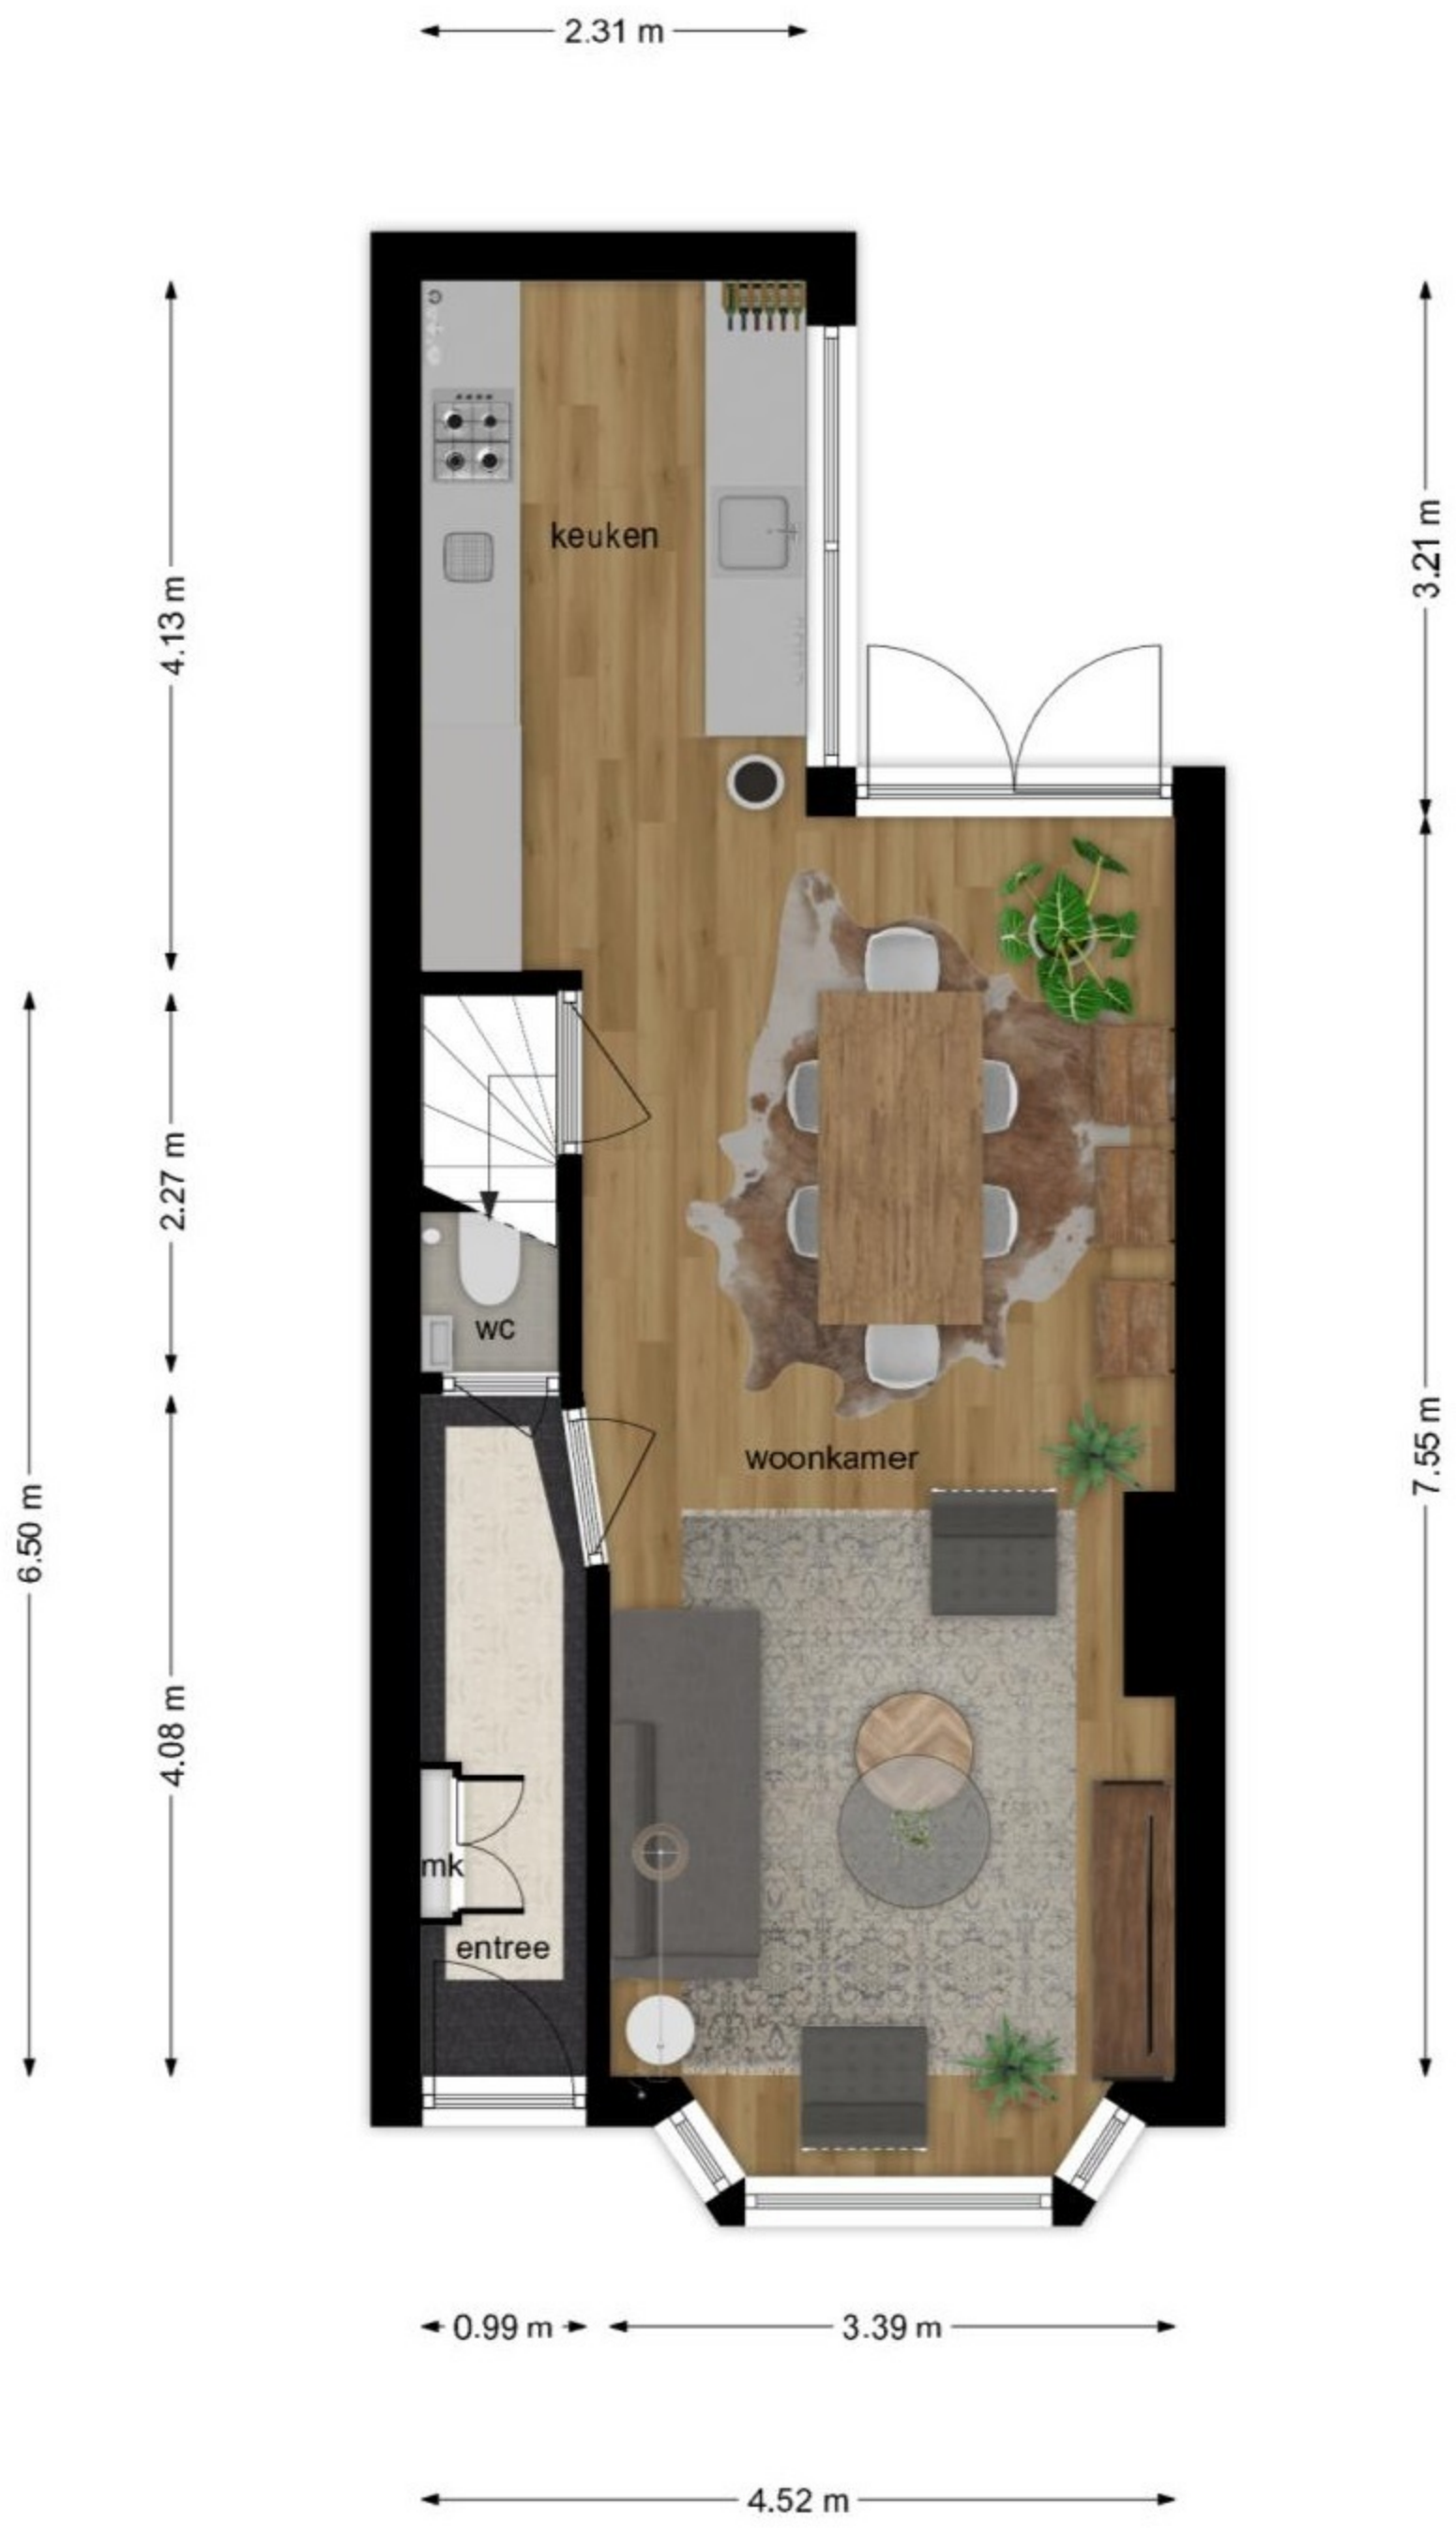 2.31 m
keuken
4.13 m
3.21 m
2.27 m
wc
woonkamer
7.55 m
6.50 m
4.08 m
mk
entree
0.99 m
3.39 m
4.52 m